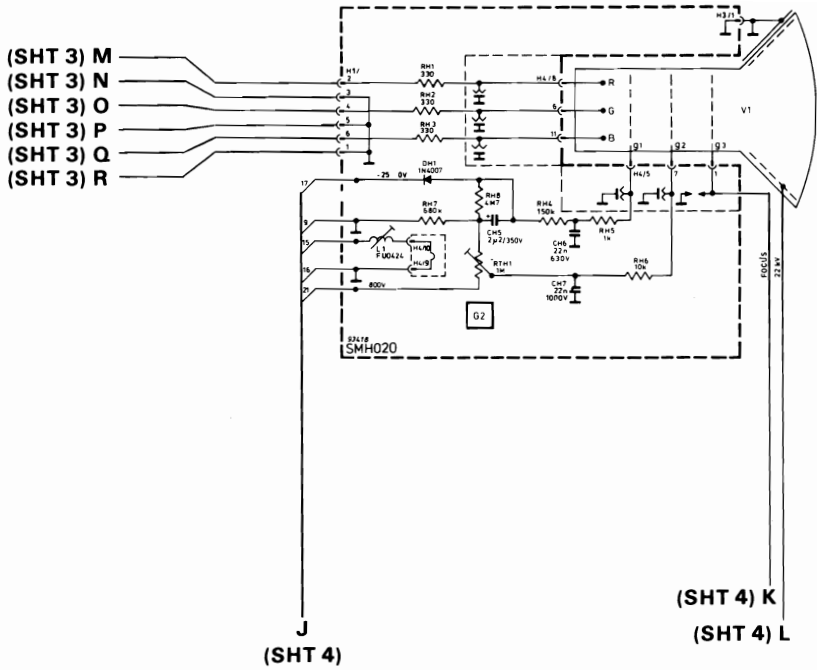 H3/1
(SHT 3) M
(SHT 3) N
(SHT 3) O
(SHT 3) P
(SHT 3) Q
(SHT 3) R
H1/
2
3
4
5
6
1
RH1
330
RH2
330
RH3
330
H4/8
6
11
R
G
B
V1
g1
g2
g3
H4/5
7
1
17
-25 0V
DH1
1N4007
RH8
4M7
9
RH7
680k
CH5
2µ2/350V
RH4
150k
CH6
22n
630V
RH5
1k
15
L1
FU0424
H4/10
H4/9
16
21
800V
RTH1
1M
CH7
22n
1000V
RH6
10k
G2
SMH020
FOCUS
22kV
J
(SHT 4)
(SHT 4) K
(SHT 4) L